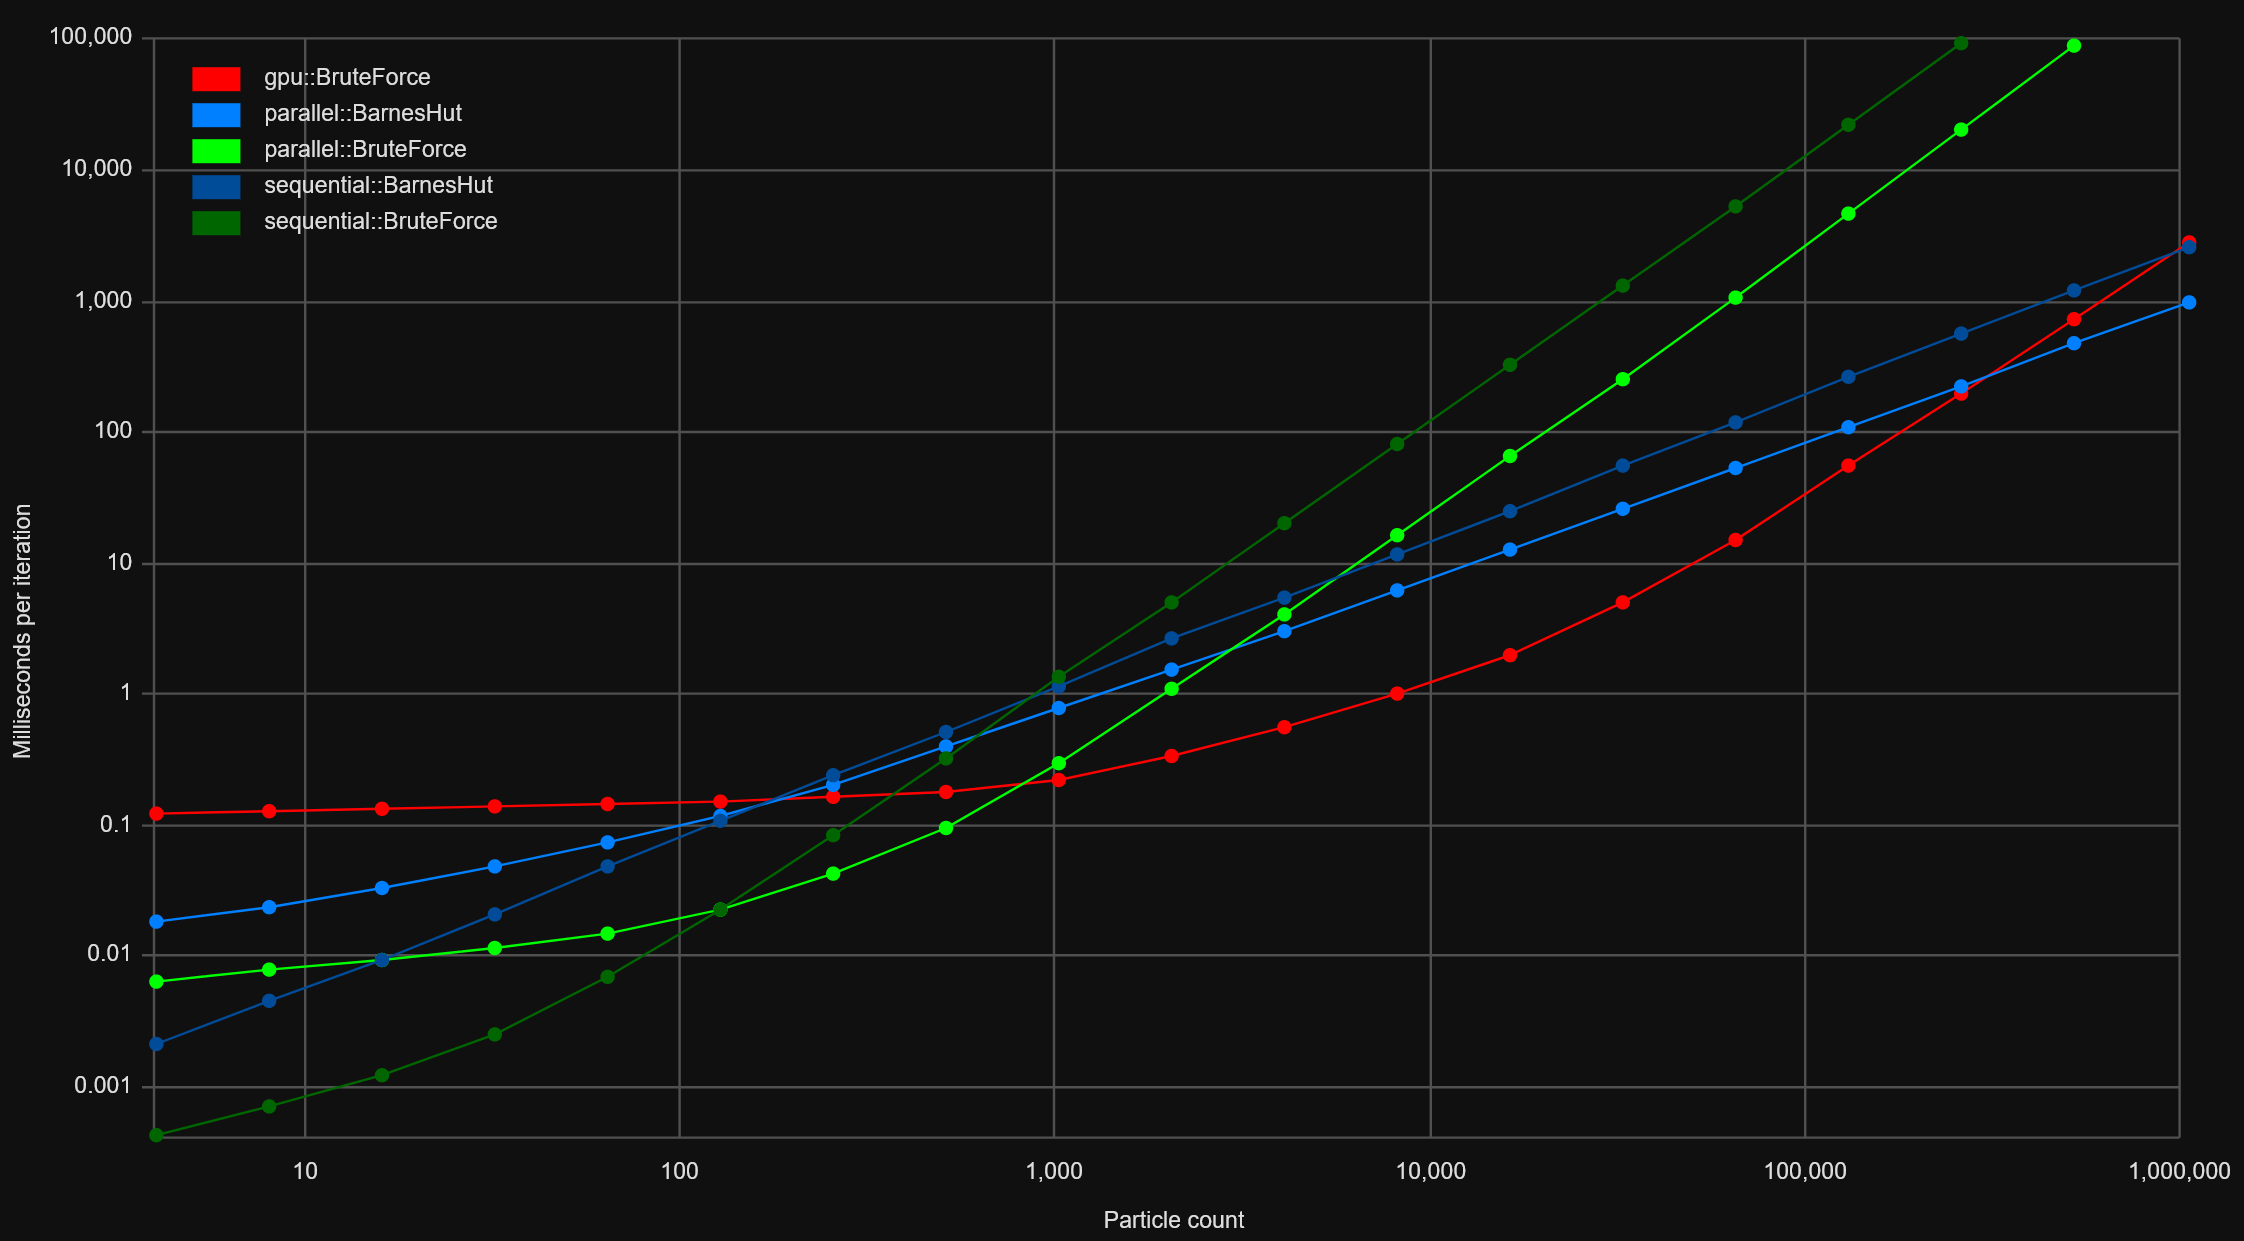 100,000
10,000
1,000
100
10
1
0.1
0.01
0.001
gpu::BruteForce
parallel::BarnesHut
parallel::BruteForce
sequential::BarnesHut
sequential::BruteForce
Milliseconds per iteration
10
100
1,000
10,000
100,000
1,000,000
Particle count